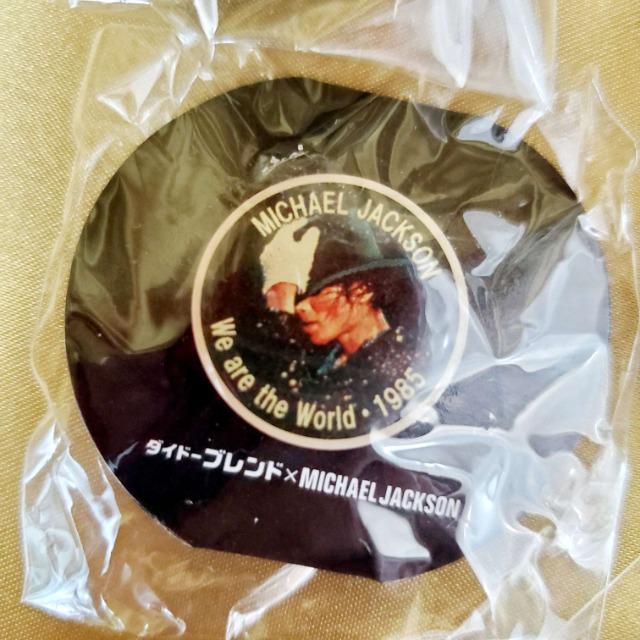 MICHAEL JACKSON
We are the World • 1985
ダイドーブレンド×MICHAEL JACKSON